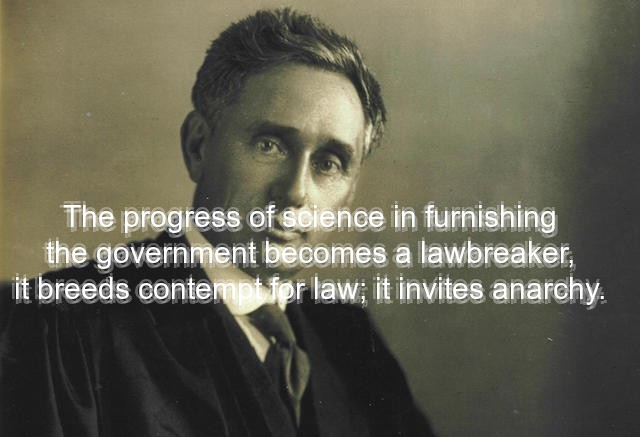 The progress of science in furnishing
the government becomes a lawbreaker,
it breeds contempt for law; it invites anarchy.